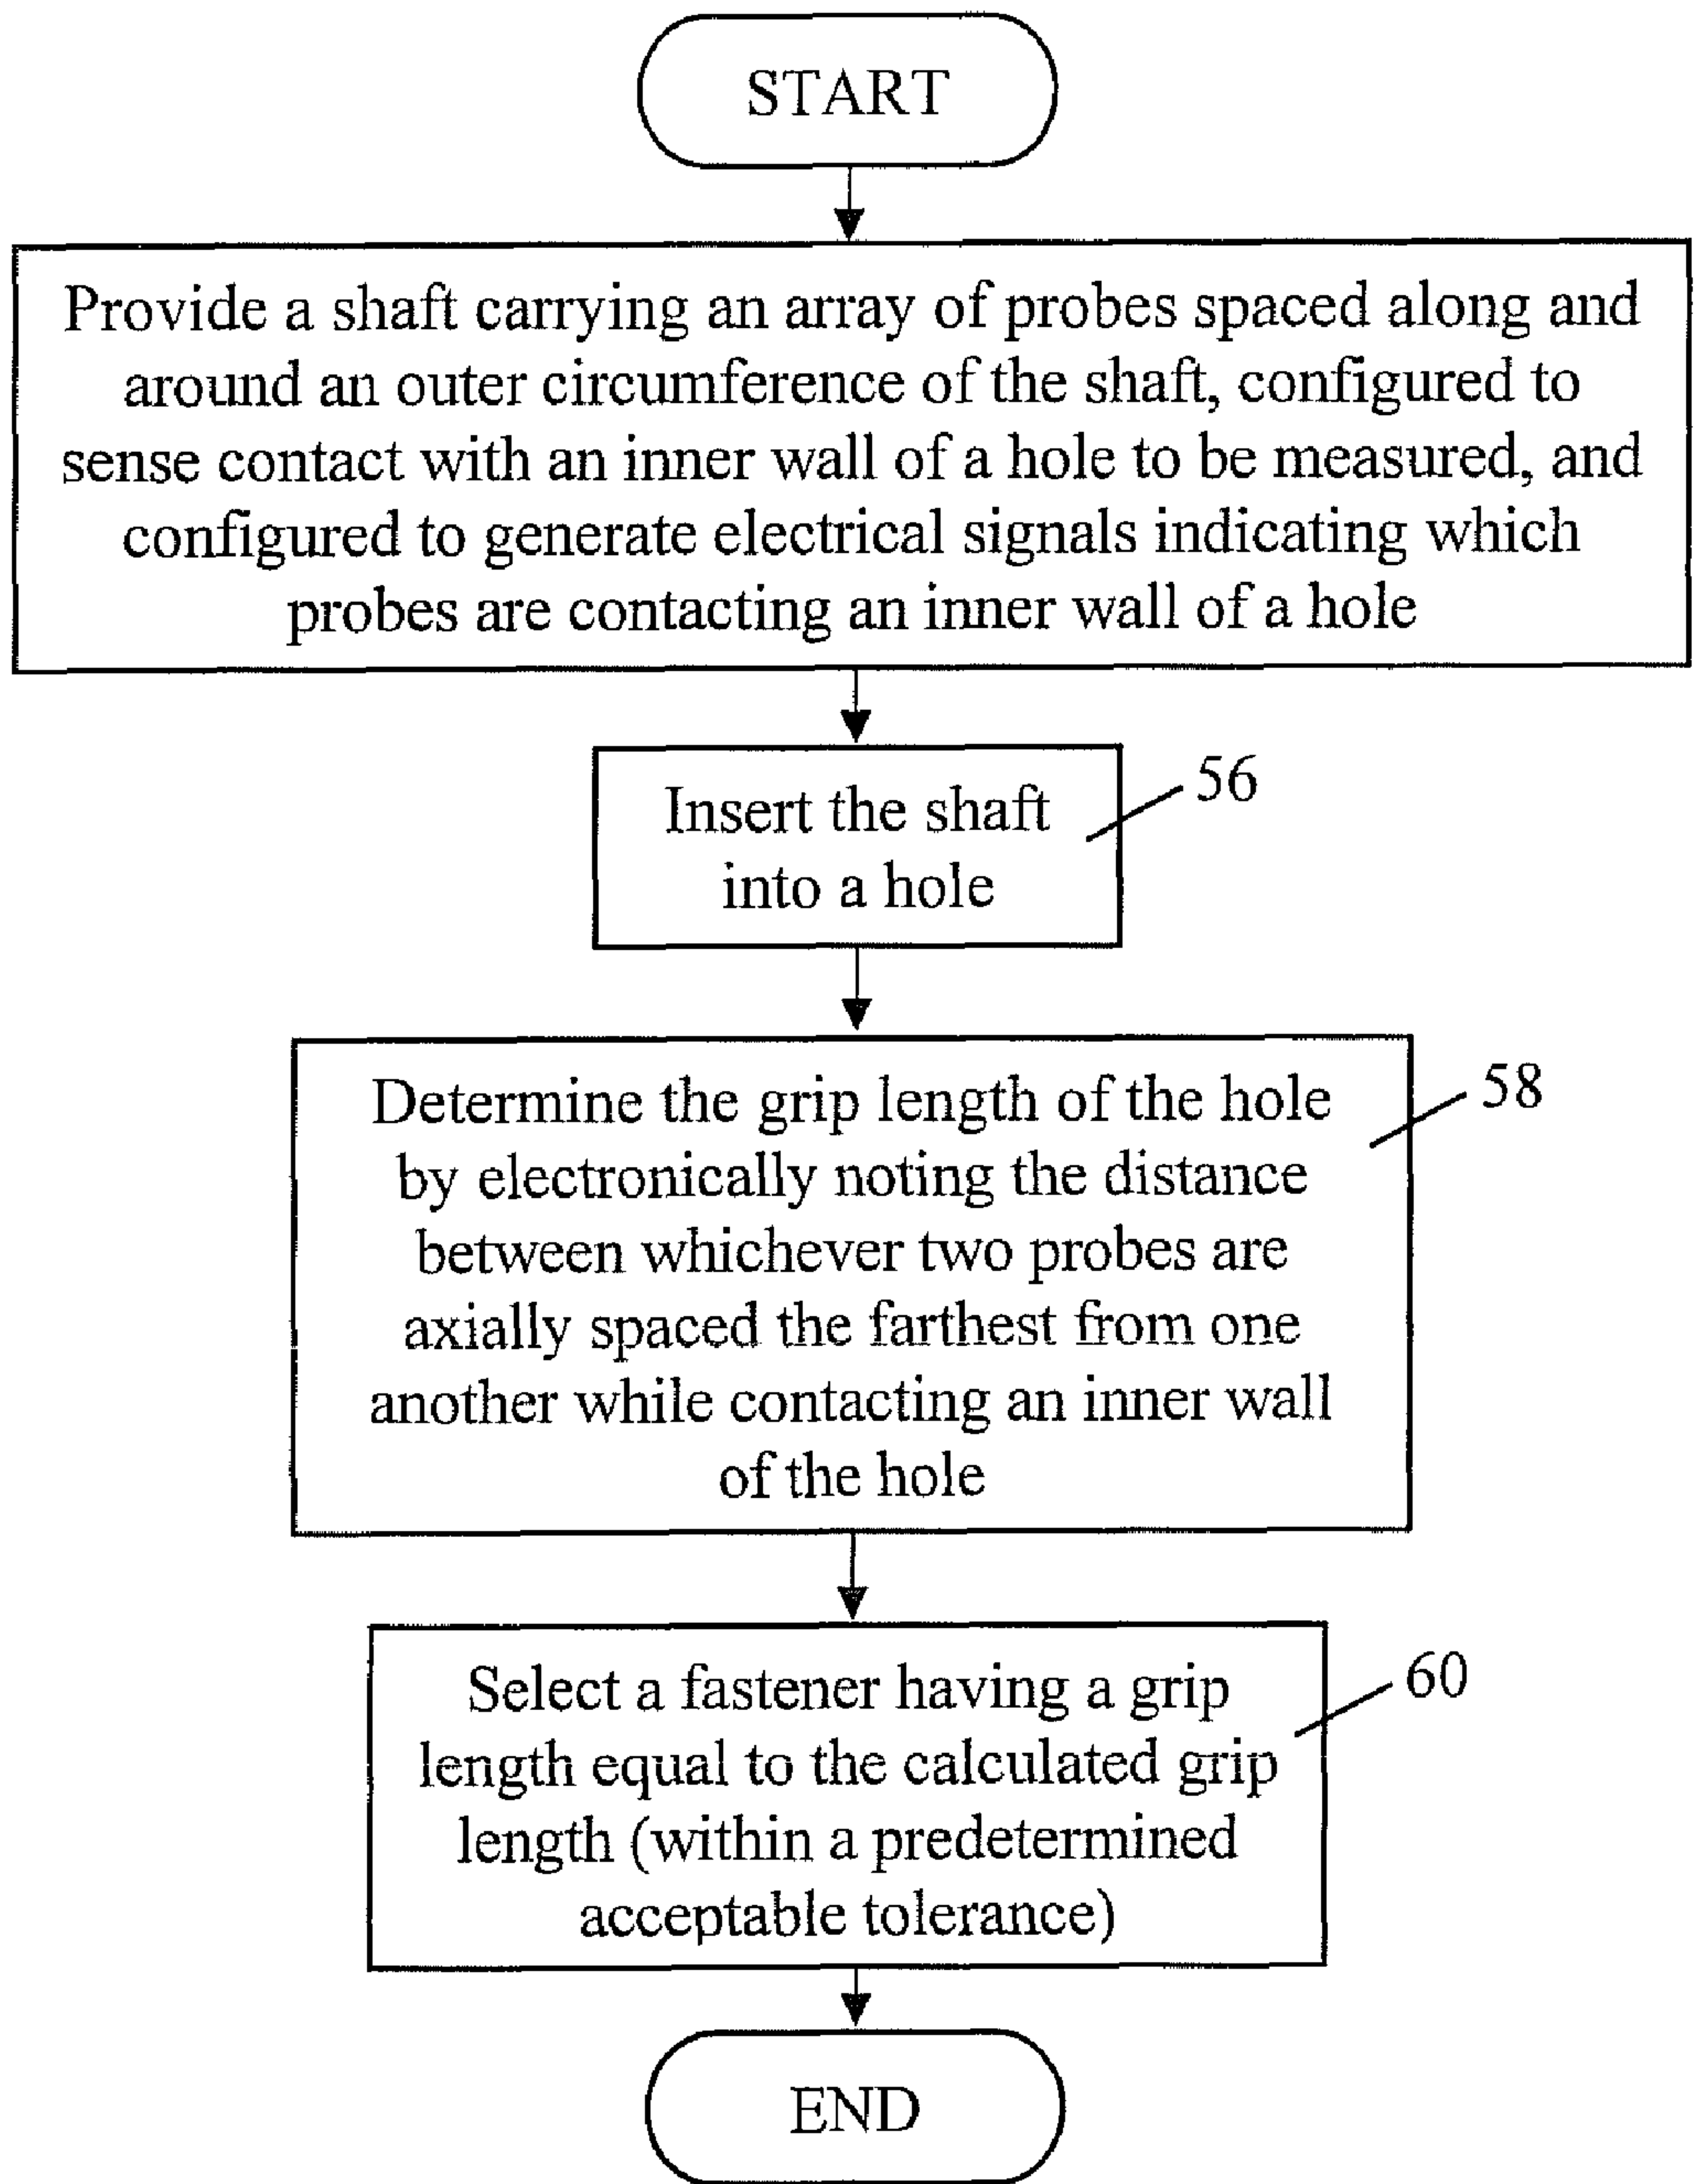 START
Provide a shaft carrying an array of probes spaced along and
around an outer circumference of the shaft, configured to
sense contact with an inner wall of a hole to be measured, and
configured to generate electrical signals indicating which
probes are contacting an inner wall of a hole
56
Insert the shaft
into a hole
58
Determine the grip length of the hole
by electronically noting the distance
between whichever two probes are
axially spaced the farthest from one
another while contacting an inner wall
of the hole
60
Select a fastener having a grip
length equal to the calculated grip
length (within a predetermined
acceptable tolerance)
END